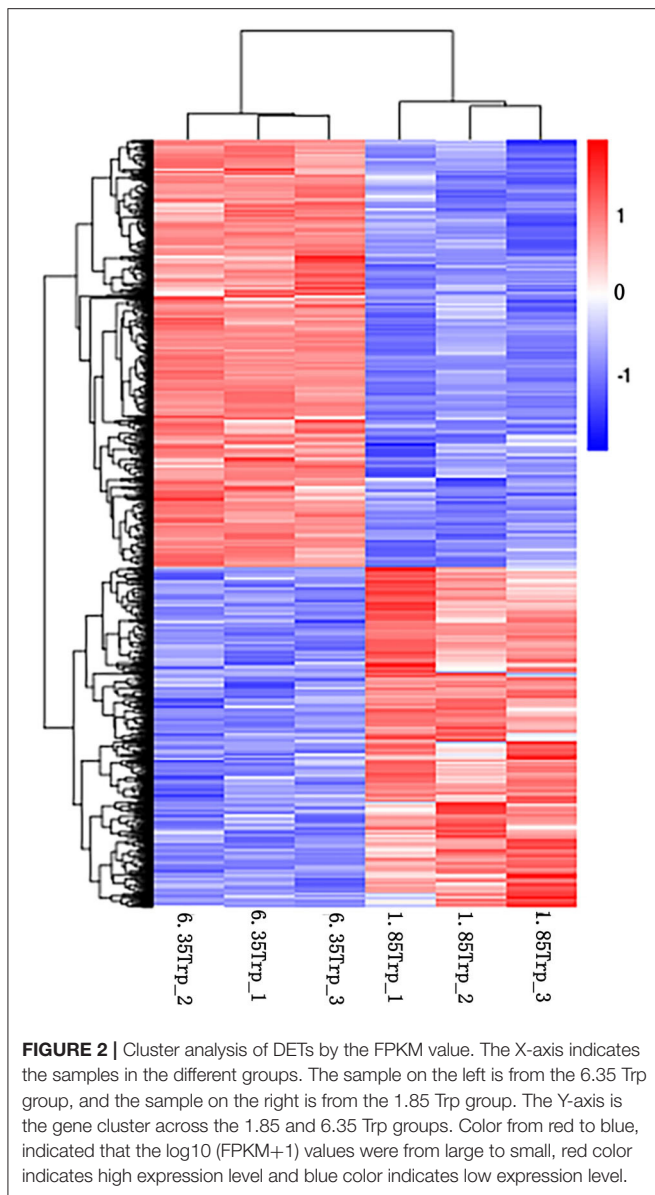 1
0
-1
6.35Trp_2
6.35Trp_1
6.35Trp_3
1.85Trp_1
1.85Trp_2
1.85Trp_3
FIGURE 2 | Cluster analysis of DETs by the FPKM value. The X-axis indicates
the samples in the different groups. The sample on the left is from the 6.35 Trp
group, and the sample on the right is from the 1.85 Trp group. The Y-axis is
the gene cluster across the 1.85 and 6.35 Trp groups. Color from red to blue,
indicated that the log10 (FPKM+1) values were from large to small, red color
indicates high expression level and blue color indicates low expression level.